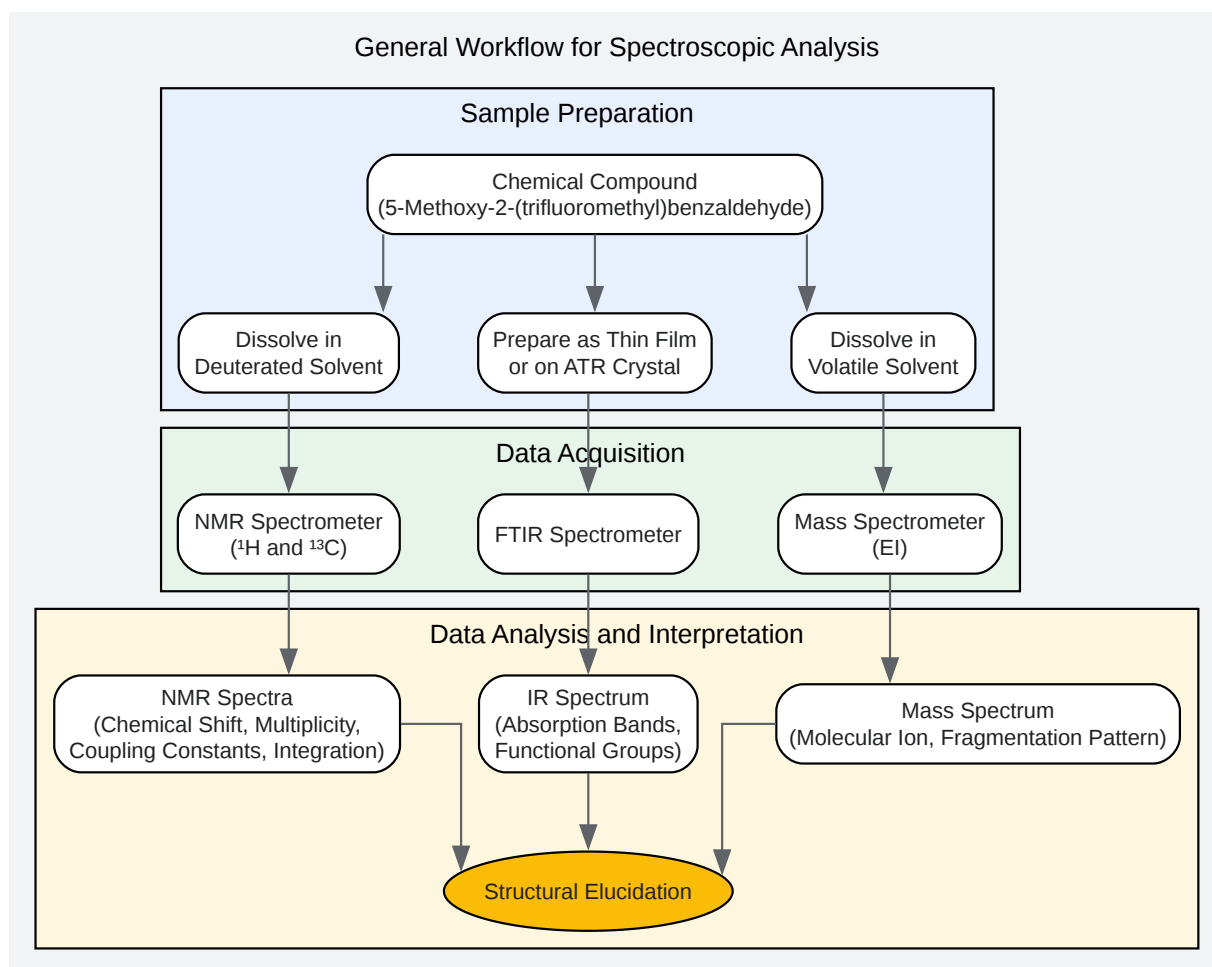 General Workflow for Spectroscopic Analysis
Sample Preparation
Chemical Compound
(5-Methoxy-2-(trifluoromethyl)benzaldehyde)
Dissolve in
Deuterated Solvent
Prepare as Thin Film
or on ATR Crystal
Dissolve in
Volatile Solvent
Data Acquisition
NMR Spectrometer
(¹H and ¹³C)
FTIR Spectrometer
Mass Spectrometer
(EI)
Data Analysis and Interpretation
NMR Spectra
(Chemical Shift, Multiplicity,
Coupling Constants, Integration)
IR Spectrum
(Absorption Bands,
Functional Groups)
Mass Spectrum
(Molecular Ion, Fragmentation Pattern)
Structural Elucidation